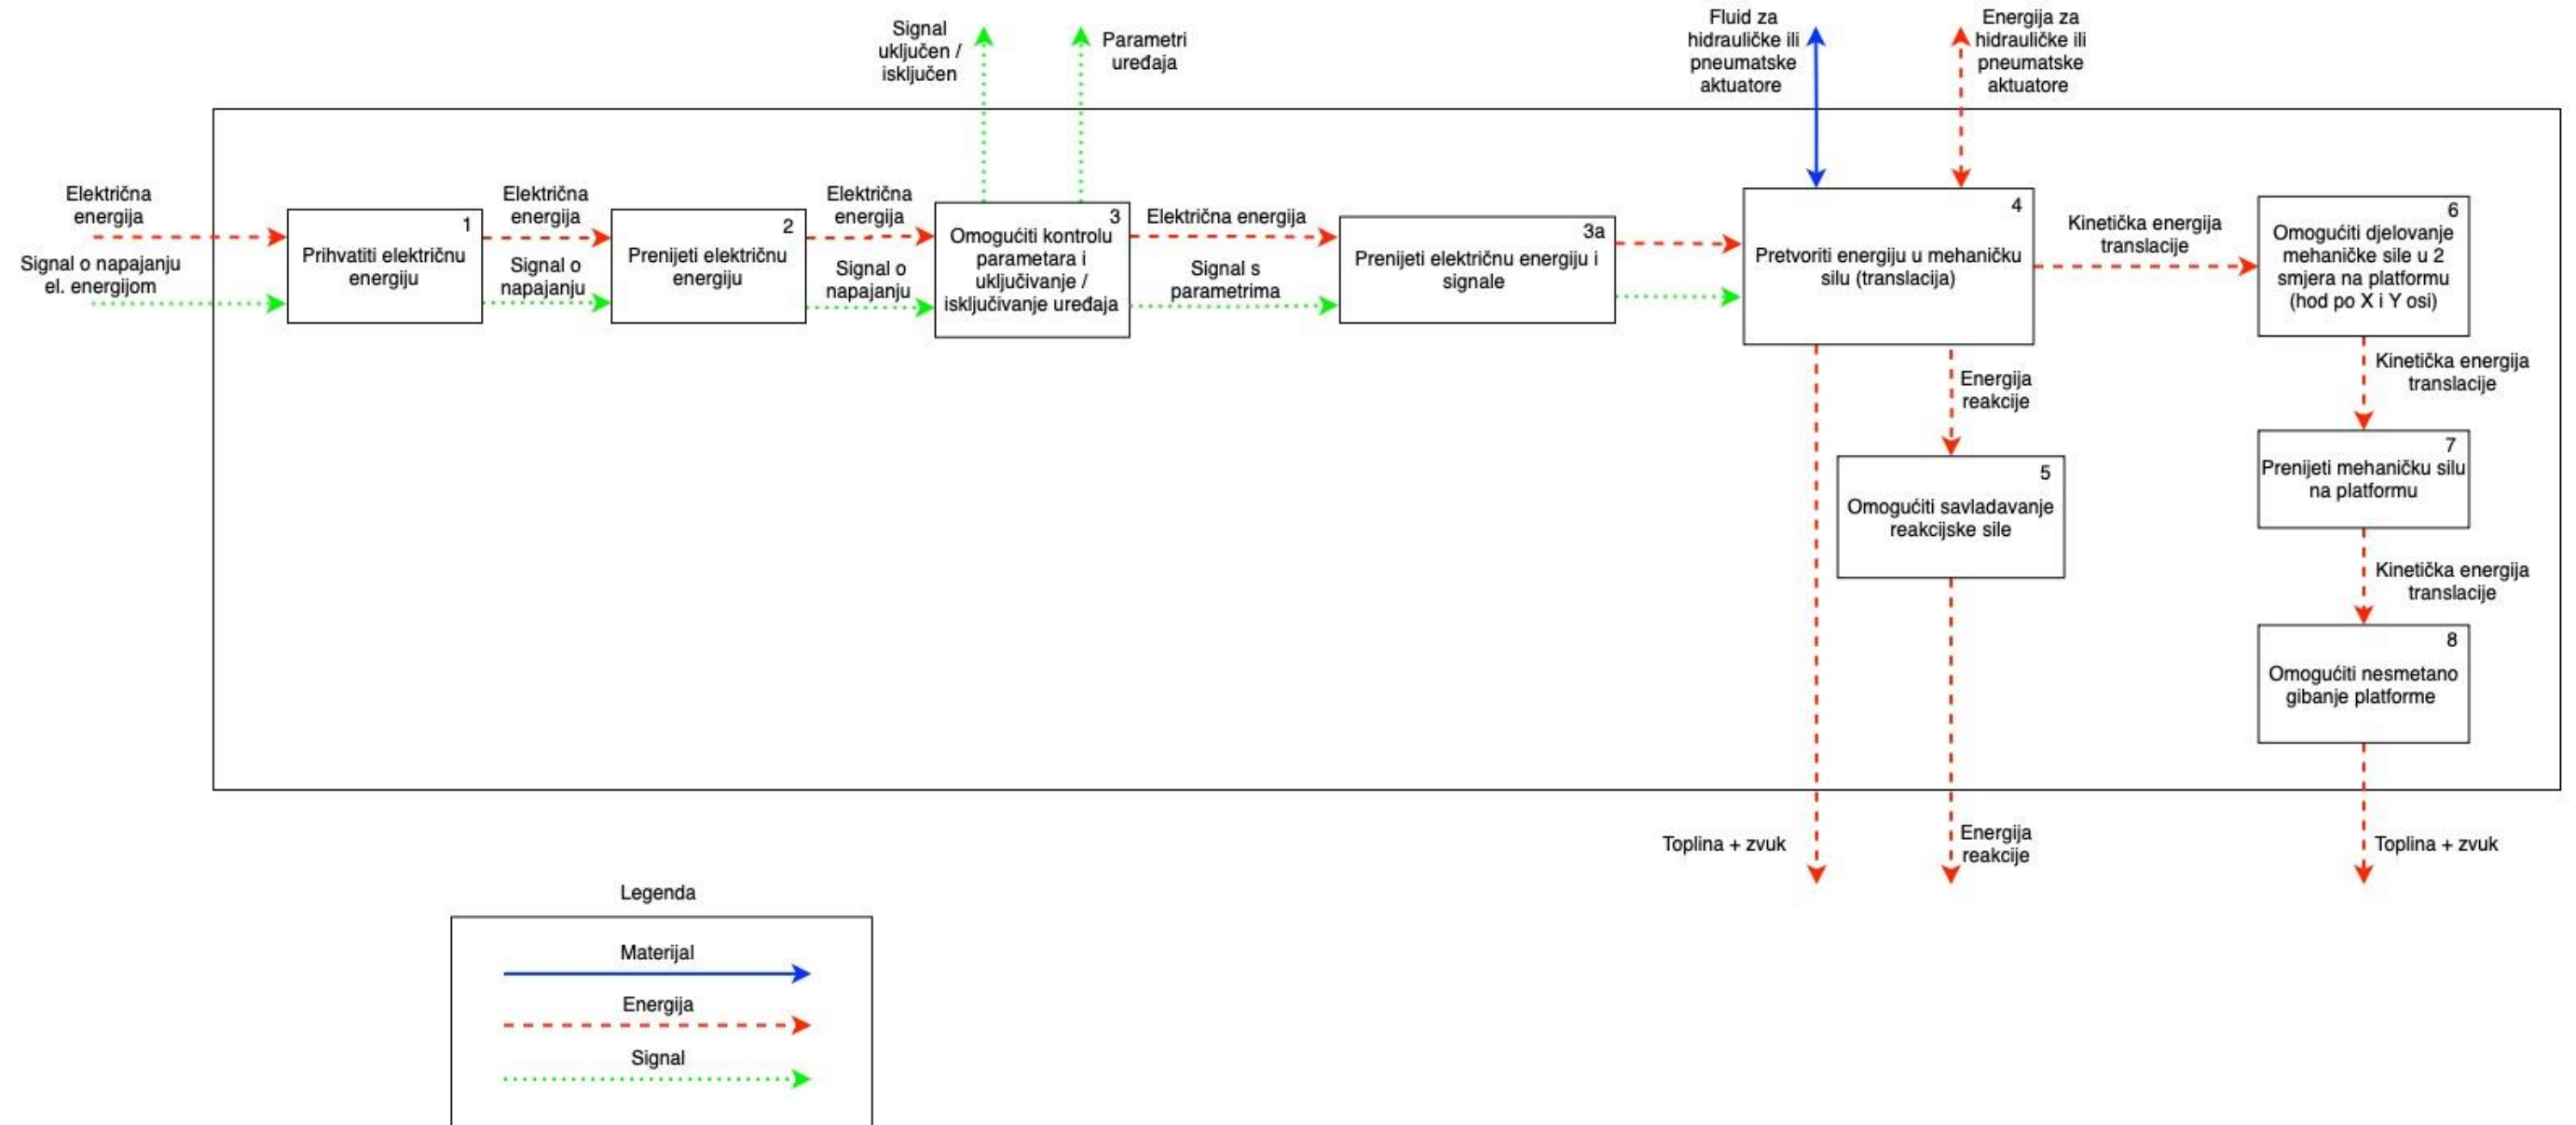 Signal
uključen /
isključen
Parametri
uređaja
Fluid za
hidrauličke ili
pneumatske
aktuatore
Energija za
hidrauličke ili
pneumatske
aktuatore
Električna
energija
Signal o napajanju
el. energijom
1
Prihvatiti električnu
energiju
Električna
energija
Signal o
napajanju
2
Prenijeti električnu
energiju
Električna
energija
Signal o
napajanju
3
Omogućiti kontrolu
parametara i
uključivanje /
isključivanje uređaja
Električna energija
Signal s
parametrima
3a
Prenijeti električnu energiju i
signale
4
Pretvoriti energiju u mehaničku
silu (translacija)
Kinetička energija
translacije
6
Omogućiti djelovanje
mehaničke sile u 2
smjera na platformu
(hod po X i Y osi)
Energija
reakcije
Kinetička energija
translacije
5
Omogućiti savladavanje
reakcijske sile
7
Prenijeti mehaničku silu
na platformu
Kinetička energija
translacije
8
Omogućiti nesmetano
gibanje platforme
Toplina + zvuk
Energija
reakcije
Toplina + zvuk
Legenda
Materijal
Energija
Signal